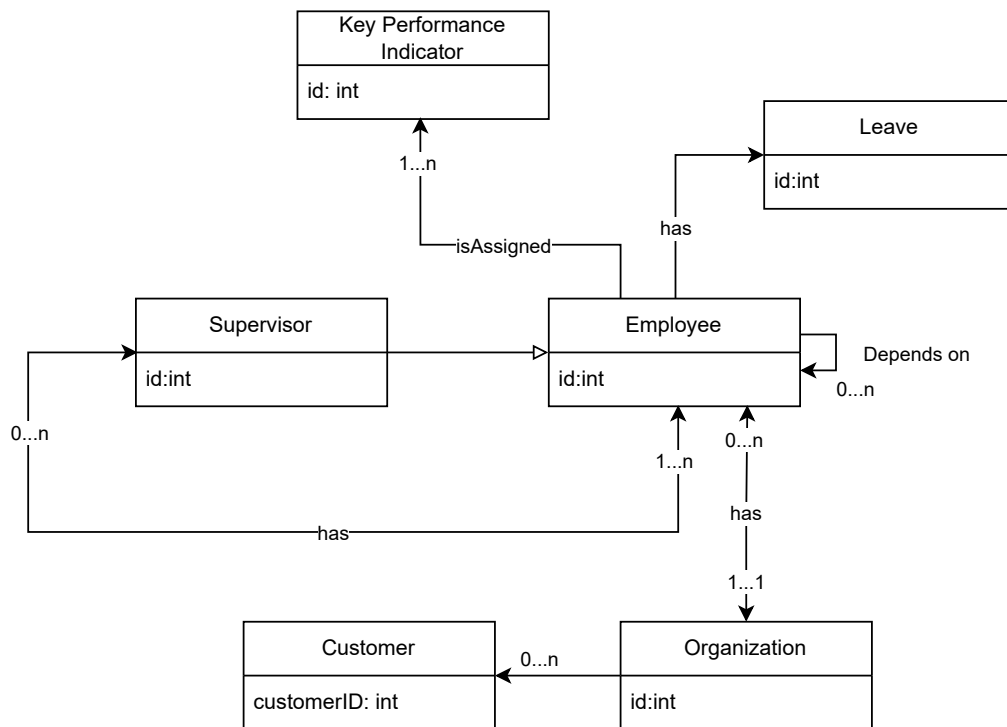 Key Performance
Indicator
id: int
Leave
id:int
1...n
has
isAssigned
Supervisor
id:int
Employee
id:int
Depends on
0...n
0...n
1...n
0...n
has
has
1...1
Customer
customerID: int
0...n
Organization
id:int